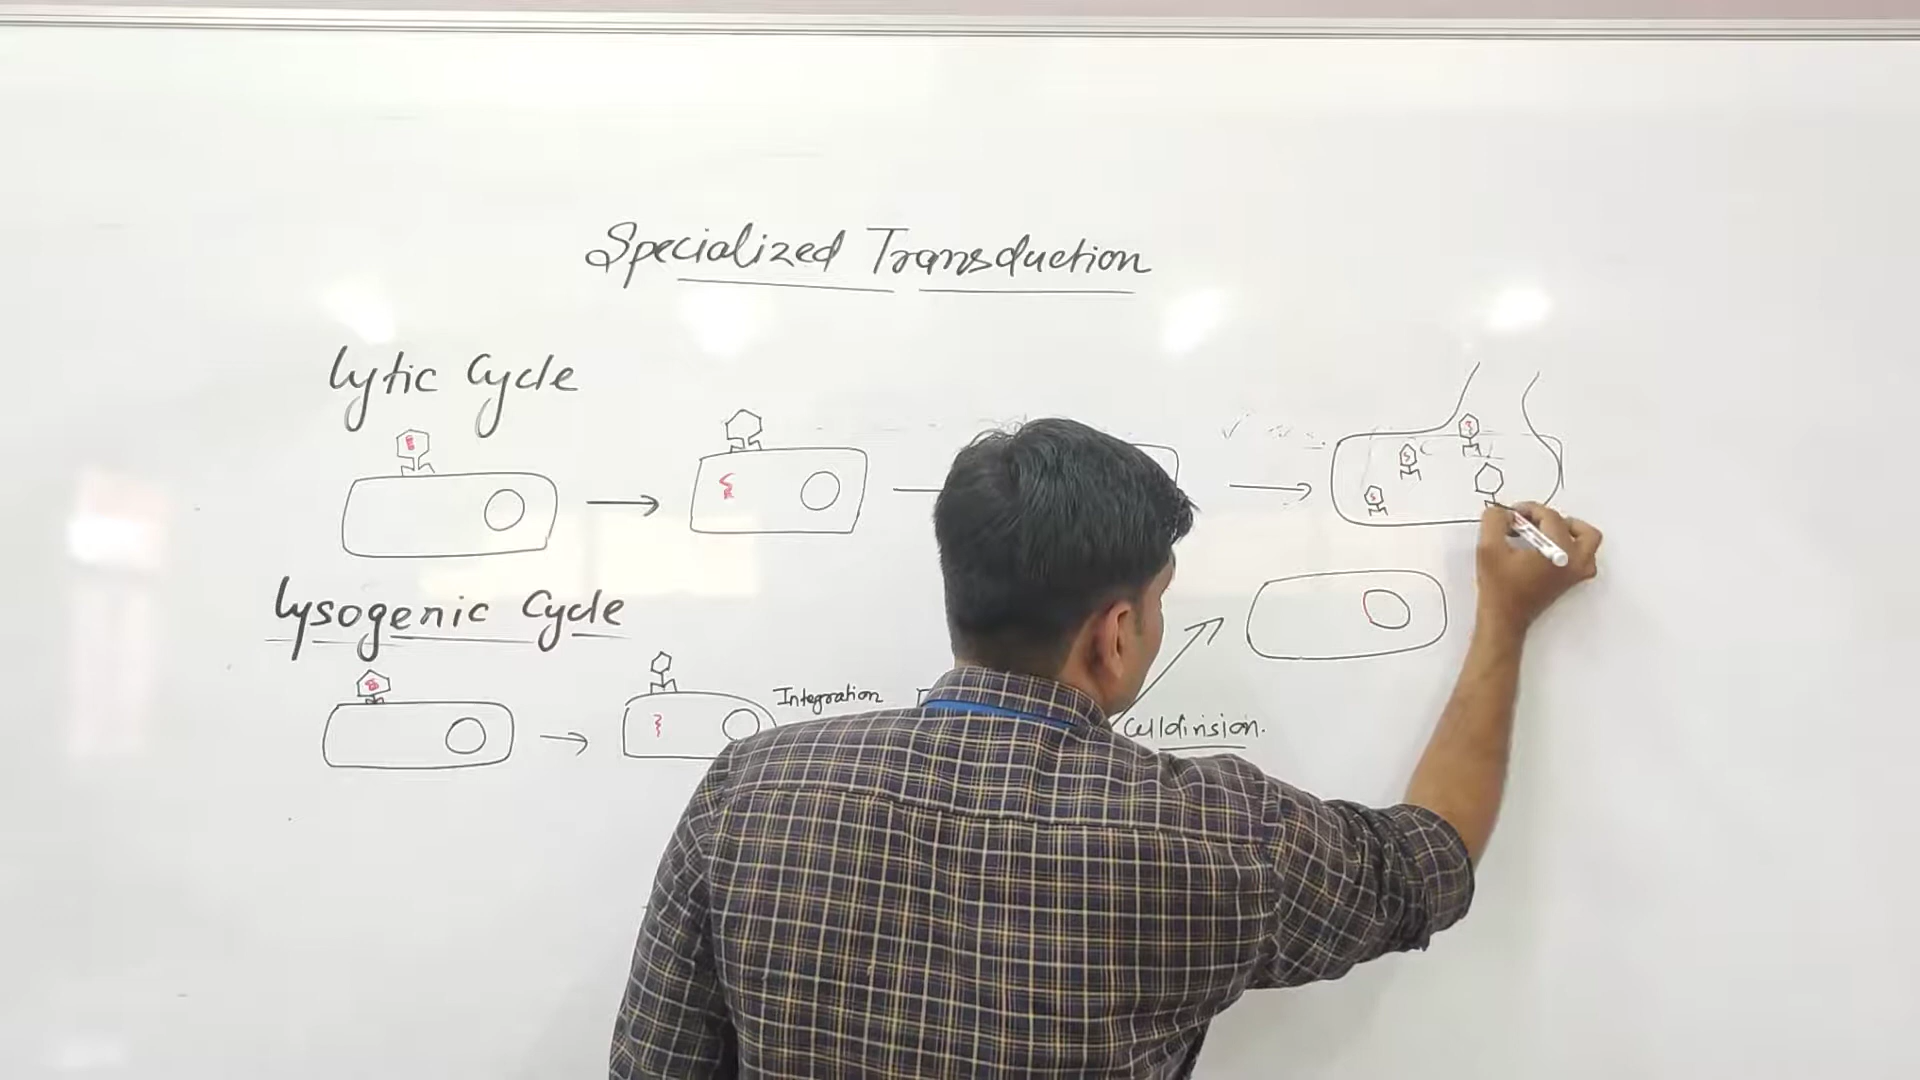 Specialized Transduction
Lytic Cycle
Lysogenic Cycle
Integration
Celldivision.